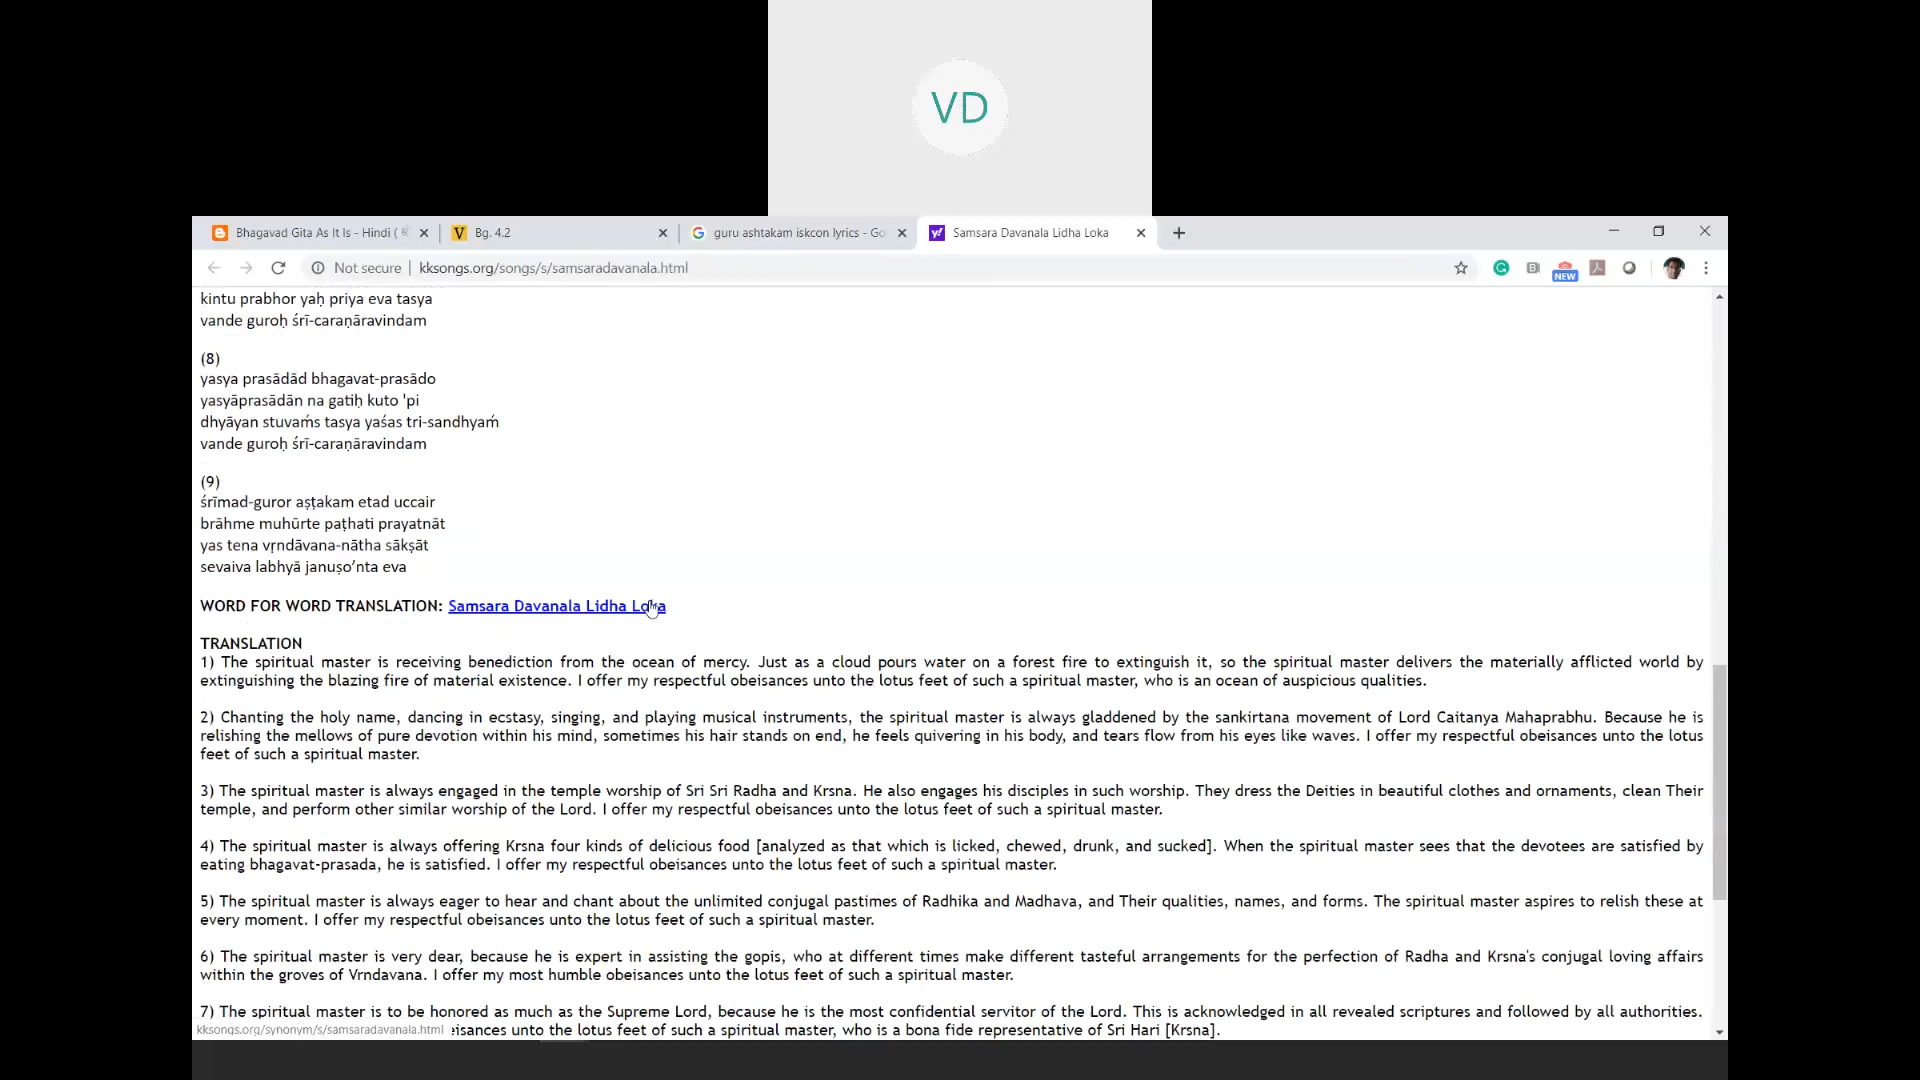 VD
Bhagavad Gita As It Is - Hindi (
Bg. 4.2
guru ashtakam iskcon lyrics - Go
Samsara Davanala Lidha Loka
Not secure | kksongs.org/songs/s/samsaradavanala.html
NEW
kintu prabhor yaḥ priya eva tasya
vande guroḥ śrī-caraṇāravindam
(8)
yasya prasādād bhagavat-prasādo
yasyāprasādān na gatiḥ kuto 'pi
dhyāyan stuvaḿs tasya yaśas tri-sandhyaḿ
vande guroḥ śrī-caraṇāravindam
(9)
śrīmad-guror aṣṭakam etad uccair
brāhme muhūrte paṭhati prayatnāt
yas tena vṛndāvana-nātha sākṣāt
sevaiva labhyā januṣo’nta eva
WORD FOR WORD TRANSLATION: Samsara Davanala Lidha Loka
TRANSLATION
1) The spiritual master is receiving benediction from the ocean of mercy. Just as a cloud pours water on a forest fire to extinguish it, so the spiritual master delivers the materially afflicted world by
extinguishing the blazing fire of material existence. I offer my respectful obeisances unto the lotus feet of such a spiritual master, who is an ocean of auspicious qualities.
2) Chanting the holy name, dancing in ecstasy, singing, and playing musical instruments, the spiritual master is always gladdened by the sankirtana movement of Lord Caitanya Mahaprabhu. Because he is
relishing the mellows of pure devotion within his mind, sometimes his hair stands on end, he feels quivering in his body, and tears flow from his eyes like waves. I offer my respectful obeisances unto the lotus
feet of such a spiritual master.
3) The spiritual master is always engaged in the temple worship of Sri Sri Radha and Krsna. He also engages his disciples in such worship. They dress the Deities in beautiful clothes and ornaments, clean Their
temple, and perform other similar worship of the Lord. I offer my respectful obeisances unto the lotus feet of such a spiritual master.
4) The spiritual master is always offering Krsna four kinds of delicious food [analyzed as that which is licked, chewed, drunk, and sucked]. When the spiritual master sees that the devotees are satisfied by
eating bhagavat-prasada, he is satisfied. I offer my respectful obeisances unto the lotus feet of such a spiritual master.
5) The spiritual master is always eager to hear and chant about the unlimited conjugal pastimes of Radhika and Madhava, and Their qualities, names, and forms. The spiritual master aspires to relish these at
every moment. I offer my respectful obeisances unto the lotus feet of such a spiritual master.
6) The spiritual master is very dear, because he is expert in assisting the gopis, who at different times make different tasteful arrangements for the perfection of Radha and Krsna's conjugal loving affairs
within the groves of Vrndavana. I offer my most humble obeisances unto the lotus feet of such a spiritual master.
7) The spiritual master is to be honored as much as the Supreme Lord, because he is the most confidential servitor of the Lord. This is acknowledged in all revealed scriptures and followed by all authorities.
kksongs.org/synonym/s/samsaradavanala.html eisances unto the lotus feet of such a spiritual master, who is a bona fide representative of Sri Hari [Krsna].